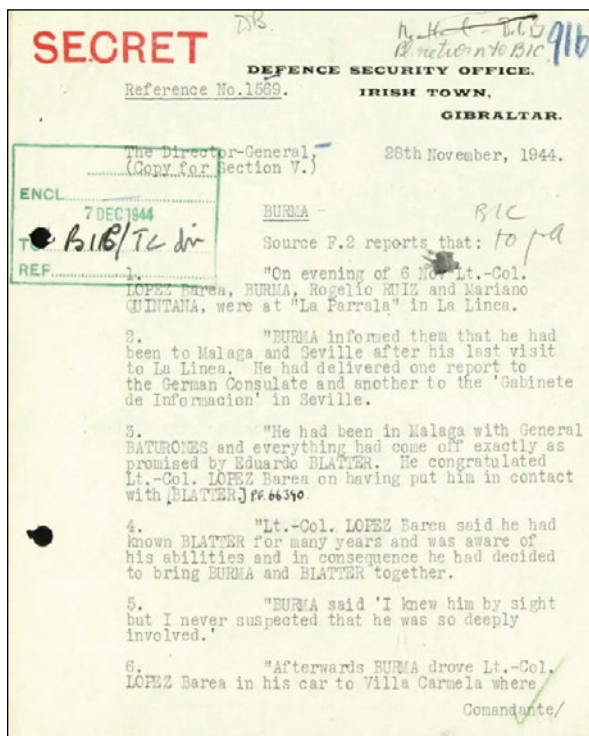 SECRET
DB
91b
Please return to B1C
DEFENCE SECURITY OFFICE,
Reference No.1569.
IRISH TOWN,
GIBRALTAR.
The Director-General,
28th November, 1944.
(Copy for Section V.)
ENCL
7 DEC 1944
BURMA -
B1C
B1B/
REF
Source F.2 reports that:
to pa
1. "On evening of 6 Nov Lt.-Col.
LOPEZ Barea, BURMA, Rogelio RUIZ and Mariano
QUINTANA, were at "La Parrala" in La Linea.
2. "BURMA informed them that he had
been to Malaga and Seville after his last visit
to La Linea. He had delivered one report to
the German Consulate and another to the 'Gabinete
de Informacion' in Seville.
3. "He had been in Malaga with General
BATURONES and everything had come off exactly as
promised by Eduardo BLATTER. He congratulated
Lt.-Col. LOPEZ Barea on having put him in contact
with [BLATTER.] PF.66390.
4. "Lt.-Col. LOPEZ Barea said he had
known BLATTER for many years and was aware of
his abilities and in consequence he had decided
to bring BURMA and BLATTER together.
5. "BURMA said 'I knew him by sight
but I never suspected that he was so deeply
involved.'
6. "Afterwards BURMA drove Lt.-Col.
LOPEZ Barea in his car to Villa Carmela where
Comandante/